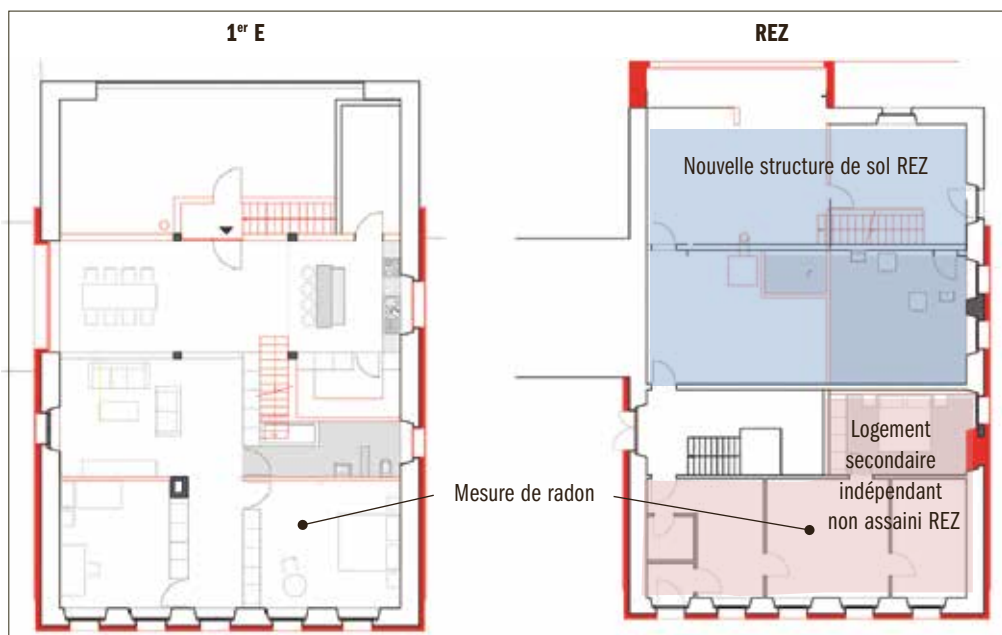 1er E
REZ
Nouvelle structure de sol REZ
Logement
secondaire
indépendant
non assaini REZ
Mesure de radon